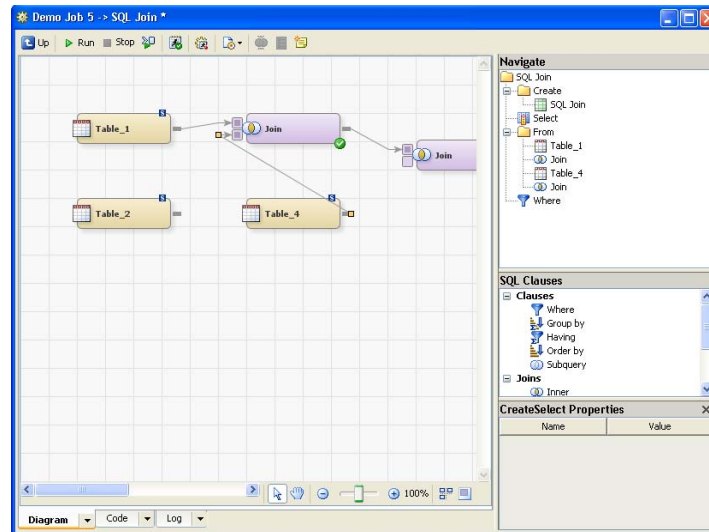 Demo Job 5 -> SQL Join *
Up Run Stop
Table_1
Join
Join
Table_2
Table_4
100%
Diagram Code Log
Navigate
SQL Join
Create
SQL Join
Select
From
Table_1
Join
Table_4
Join
Where
SQL Clauses
Clauses
Where
Group by
Having
Order by
Subquery
Joins
Inner
CreateSelect Properties
Name Value